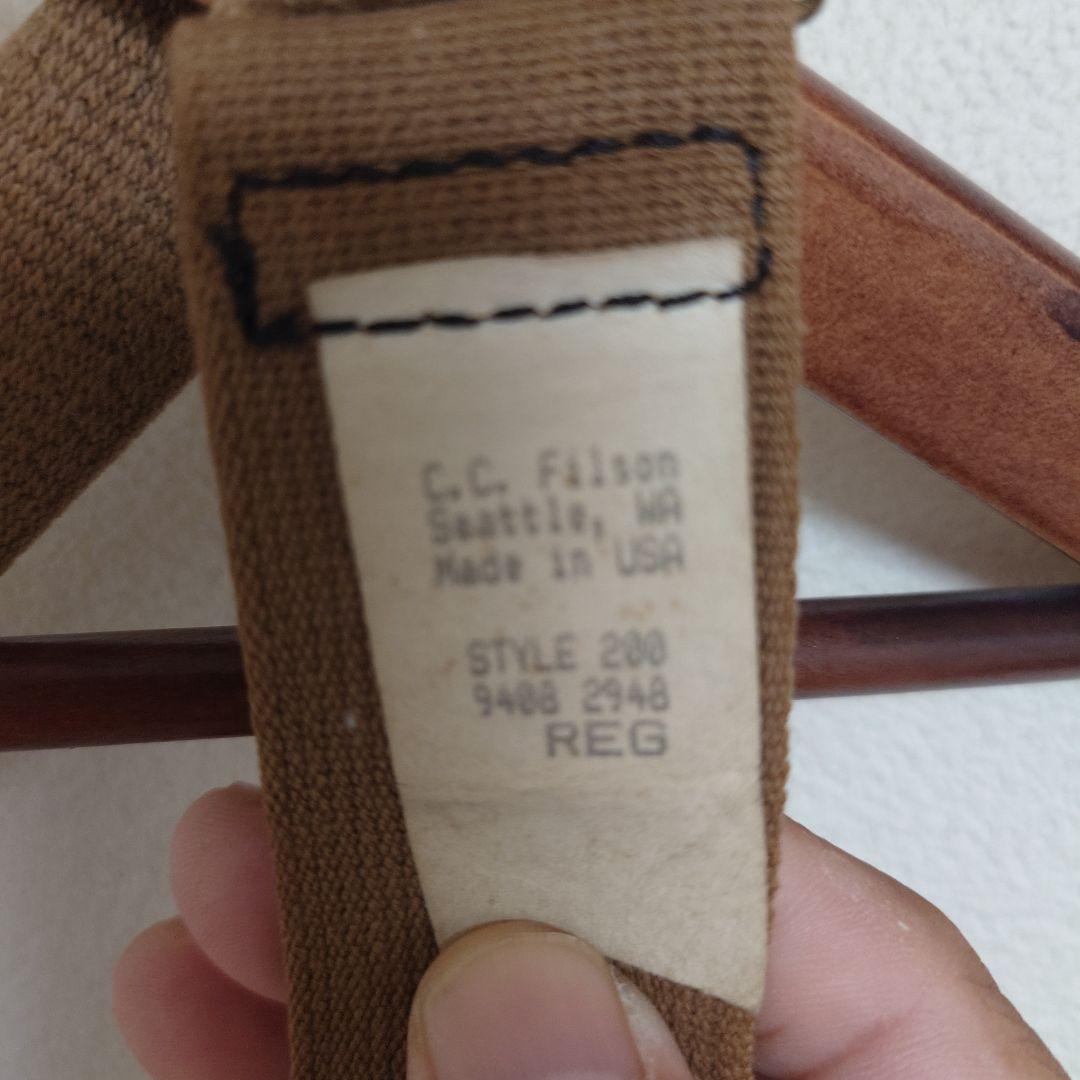 C.C. Filson
Seattle, WA
Made in USA
STYLE 200
9408 2948
REG